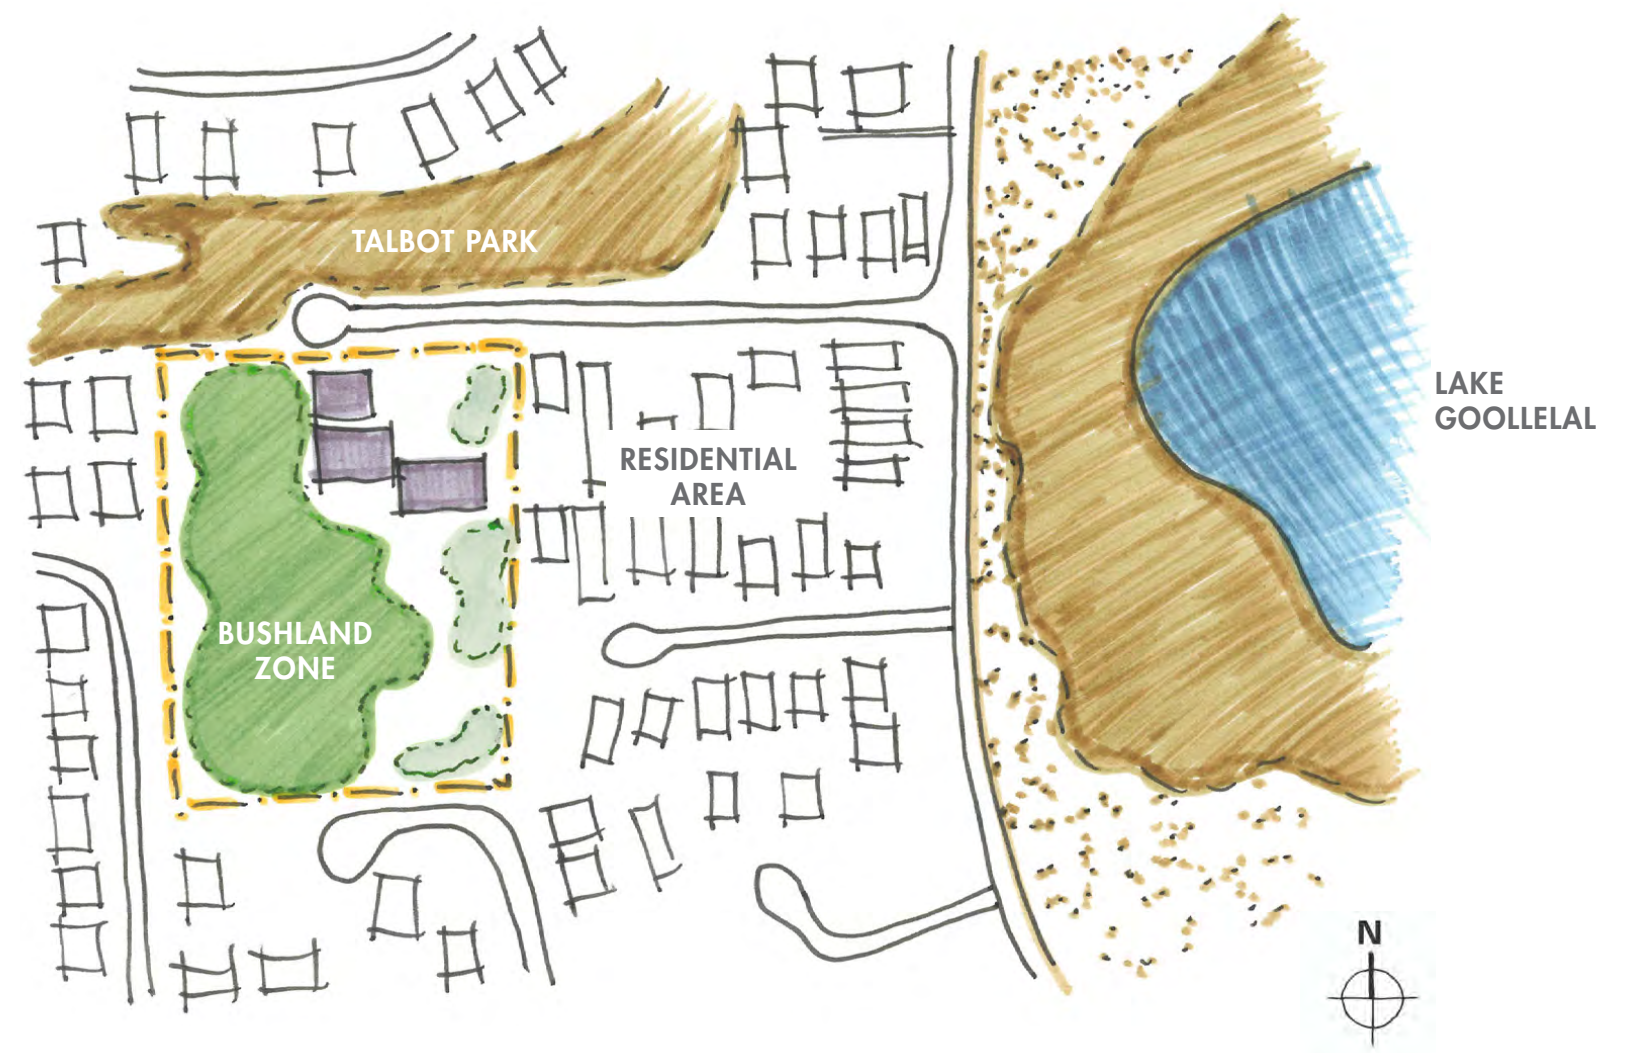 TALBOT PARK
LAKE
GOOLLELAL
RESIDENTIAL
AREA
BUSHLAND
ZONE
N